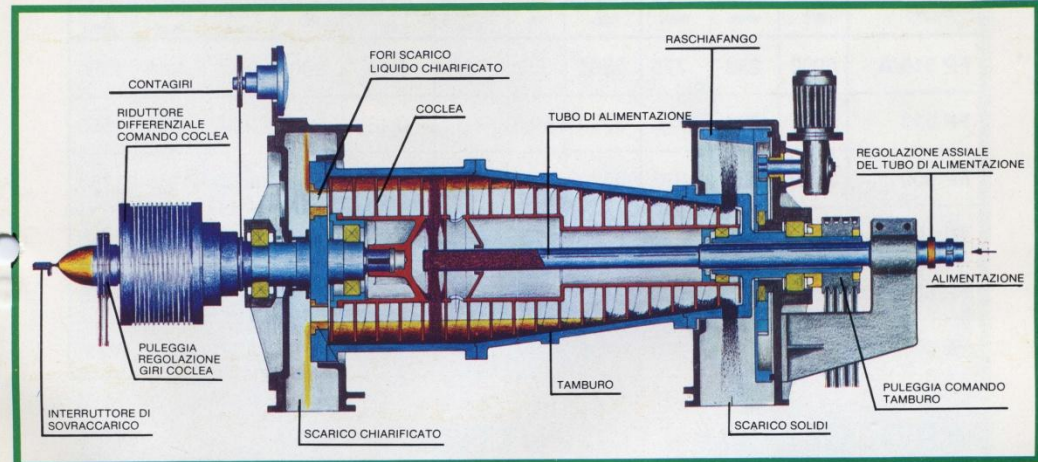 RASCHIAFANGO
FORI SCARICO
LIQUIDO CHIARIFICATO
CONTAGIRI
COCLEA
TUBO DI ALIMENTAZIONE
RIDUTTORE
DIFFERENZIALE
COMANDO COCLEA
REGOLAZIONE ASSIALE
DEL TUBO DI ALIMENTAZIONE
ALIMENTAZIONE
PULEGGIA
REGOLAZIONE
GIRI COCLEA
TAMBURO
PULEGGIA COMANDO
TAMBURO
INTERRUTTORE DI
SOVRACCARICO
SCARICO CHIARIFICATO
SCARICO SOLIDI